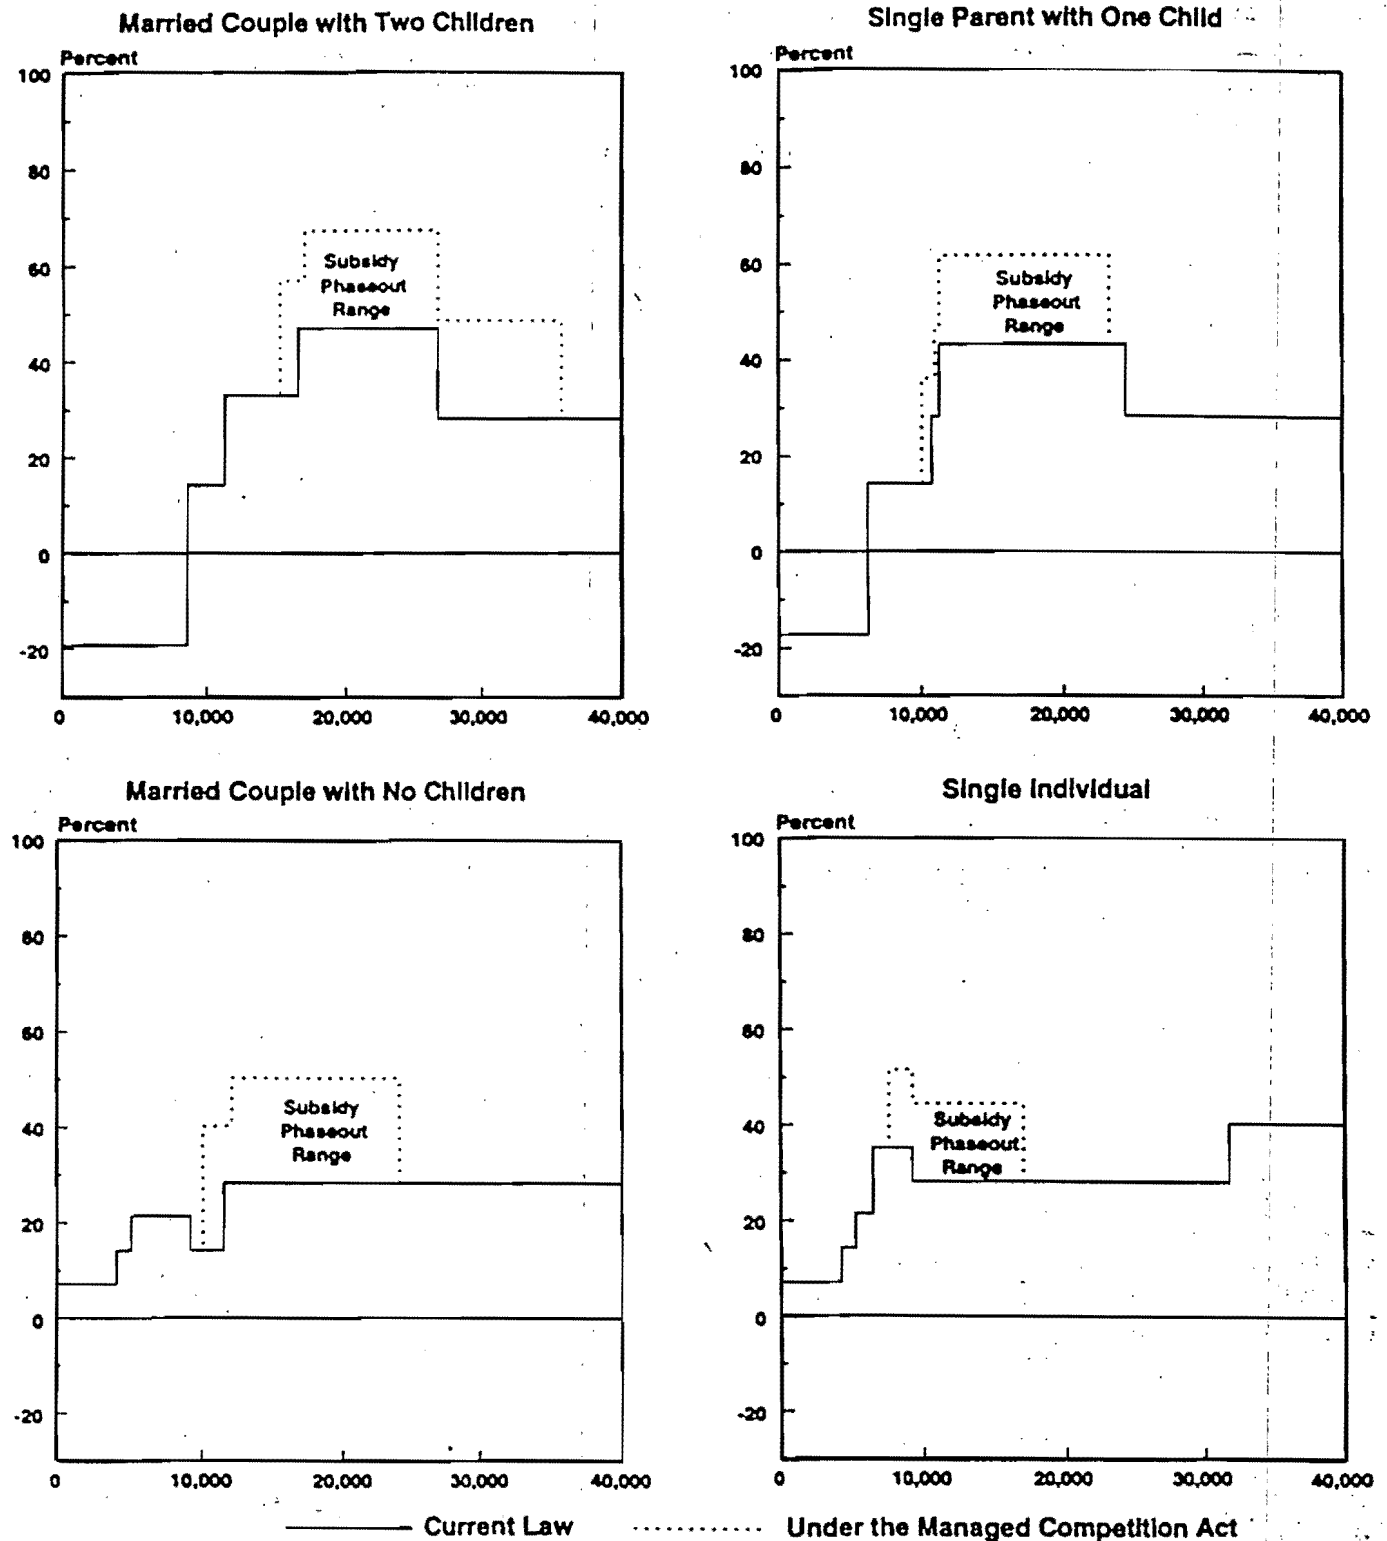 Married Couple with Two Children
Percent
100
80
60
40
20
0
-20
Subsidy
Phaseout
Range
0 10,000 20,000 30,000 40,000
Single Parent with One Child
Percent
100
80
60
40
20
0
-20
Subsidy
Phaseout
Range
0 10,000 20,000 30,000 40,000
Married Couple with No Children
Percent
100
80
60
40
20
0
-20
Subsidy
Phaseout
Range
0 10,000 20,000 30,000 40,000
Single Individual
Percent
100
80
60
40
20
0
-20
Subsidy
Phaseout
Range
0 10,000 20,000 30,000 40,000
Current Law Under the Managed Competition Act